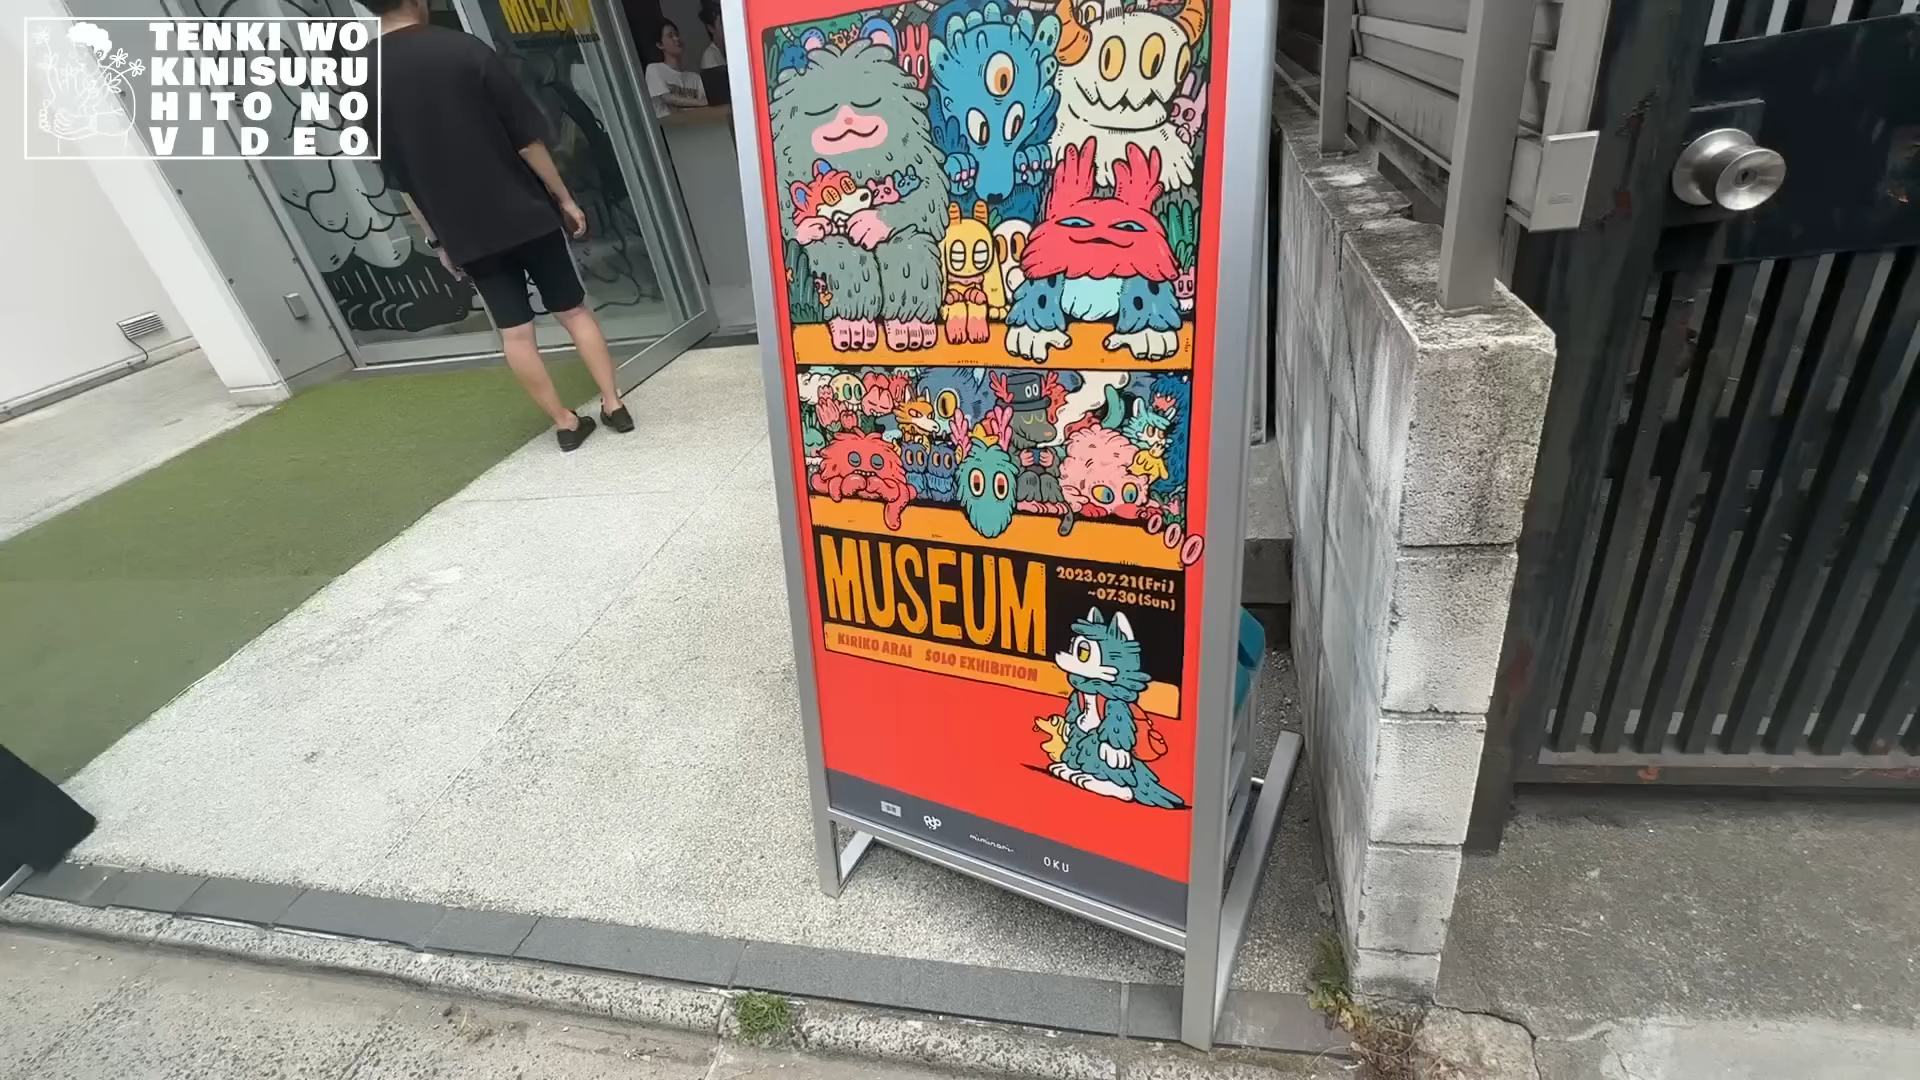 TENKI WO
KINISURU
HITO NO
VIDEO
MUSEUM
2023.07.21(Fri)
~07.30(Sun)
KIRIKO ARAI SOLO EXHIBITION
OKU